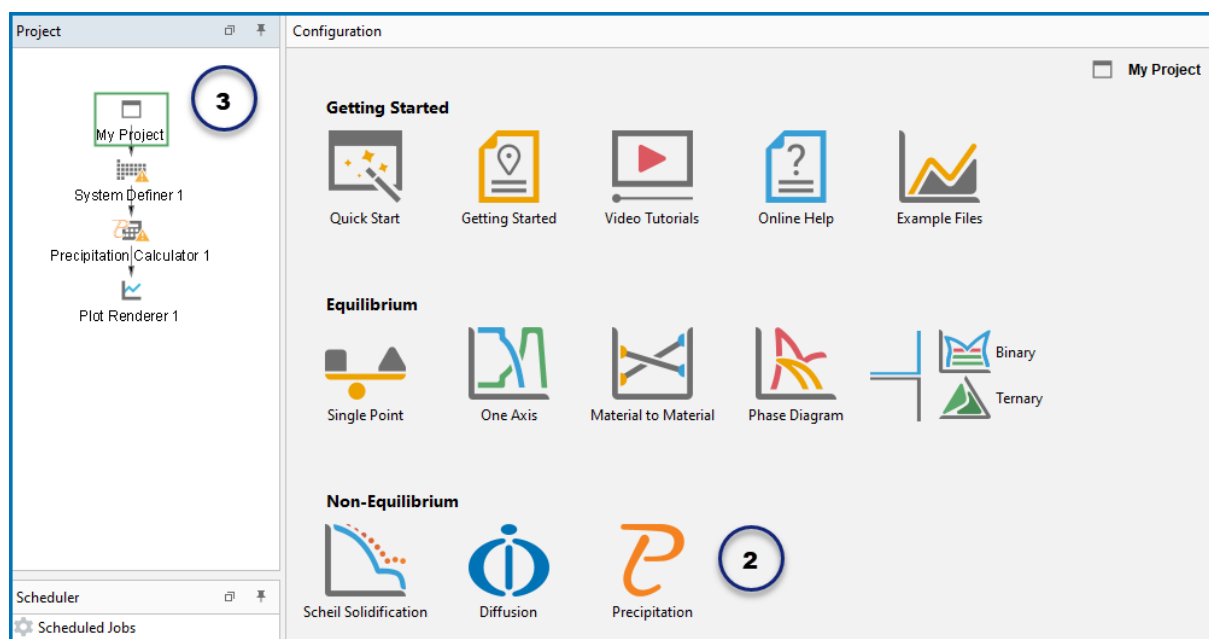 Project
3
My Project
System Definer 1
Precipitation Calculator 1
Plot Renderer 1
Scheduler
Scheduled Jobs
Configuration
My Project
Getting Started
Quick Start
Getting Started
Video Tutorials
Online Help
Example Files
Equilibrium
Single Point
One Axis
Material to Material
Phase Diagram
Binary
Ternary
Non-Equilibrium
Scheil Solidification
Diffusion
Precipitation
2